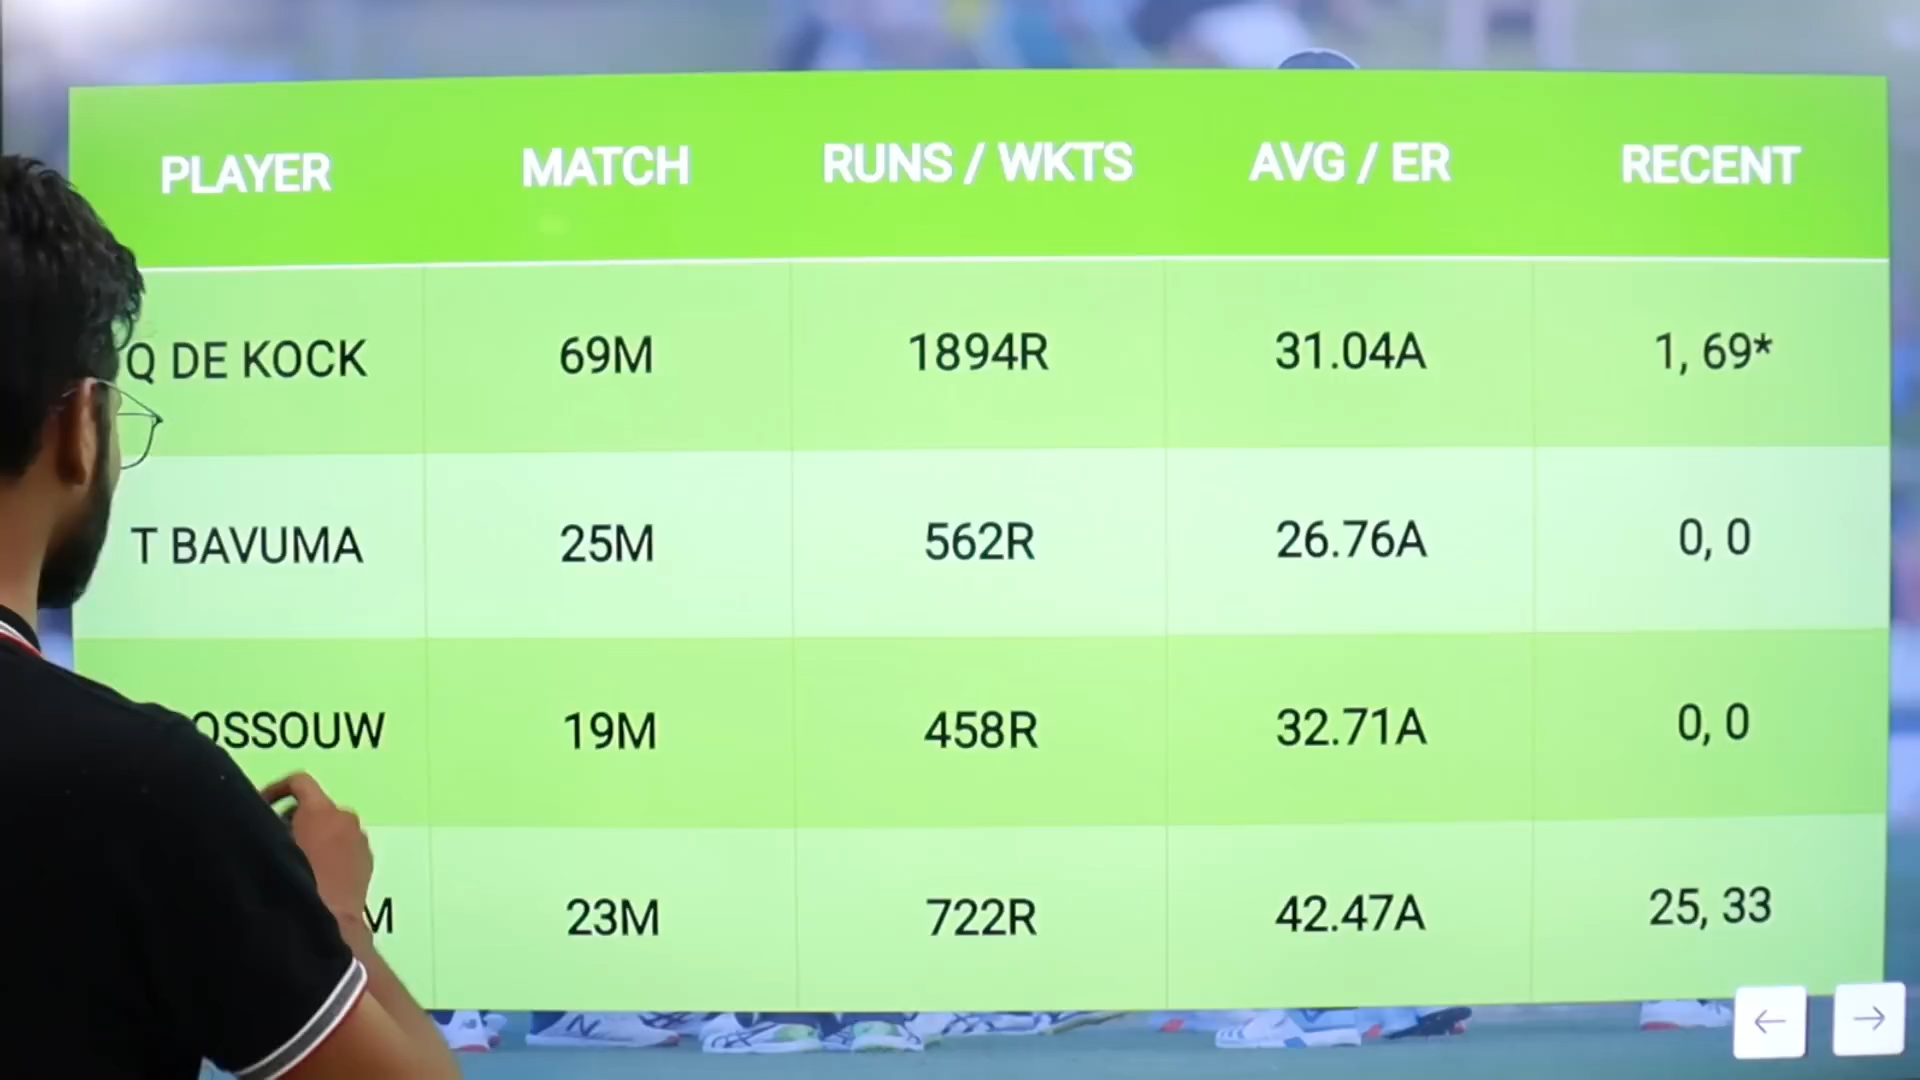 PLAYER MATCH RUNS / WKTS AVG / ER RECENT
Q DE KOCK 69M 1894R 31.04A 1, 69*
T BAVUMA 25M 562R 26.76A 0, 0
OSSOUW 19M 458R 32.71A 0, 0
M 23M 722R 42.47A 25, 33